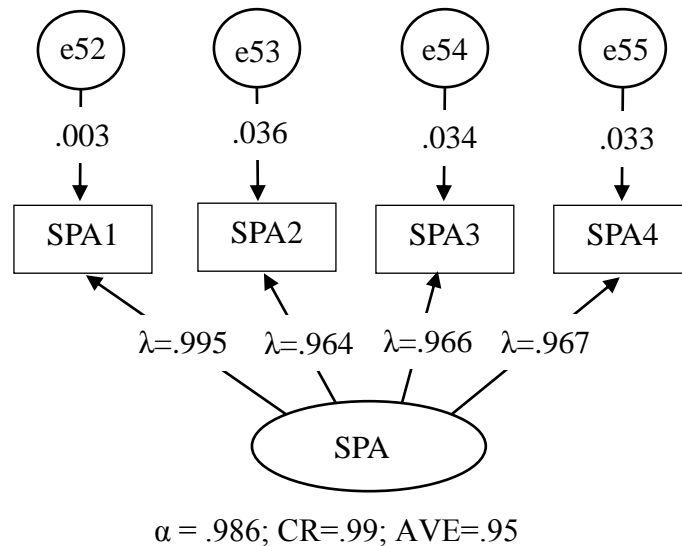 e52 e53 e54 e55
.003 .036 .034 .033
SPA1 SPA2 SPA3 SPA4
λ=.995 λ=.964 λ=.966 λ=.967
SPA
α = .986; CR=.99; AVE=.95